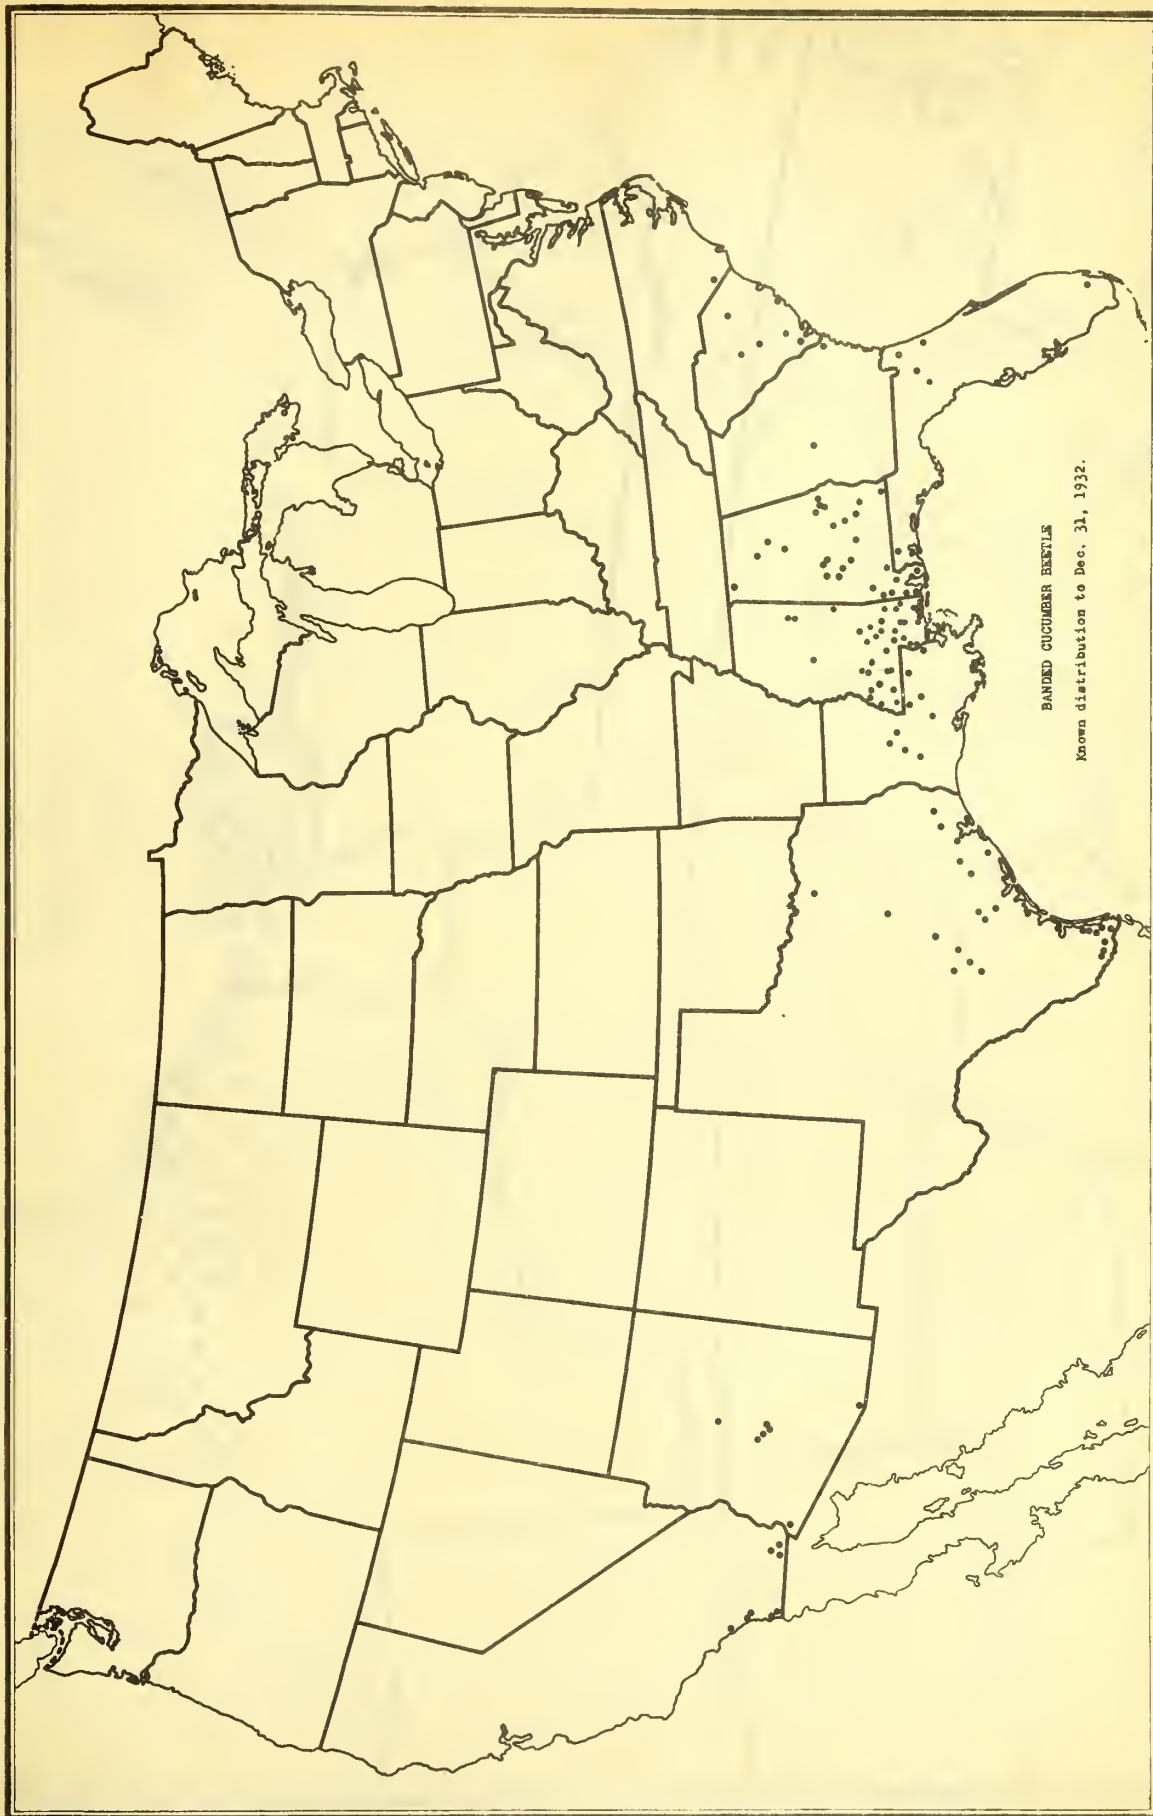 BANDED CUCUMBER BEETLE
Known distribution to Dec. 31, 1932.